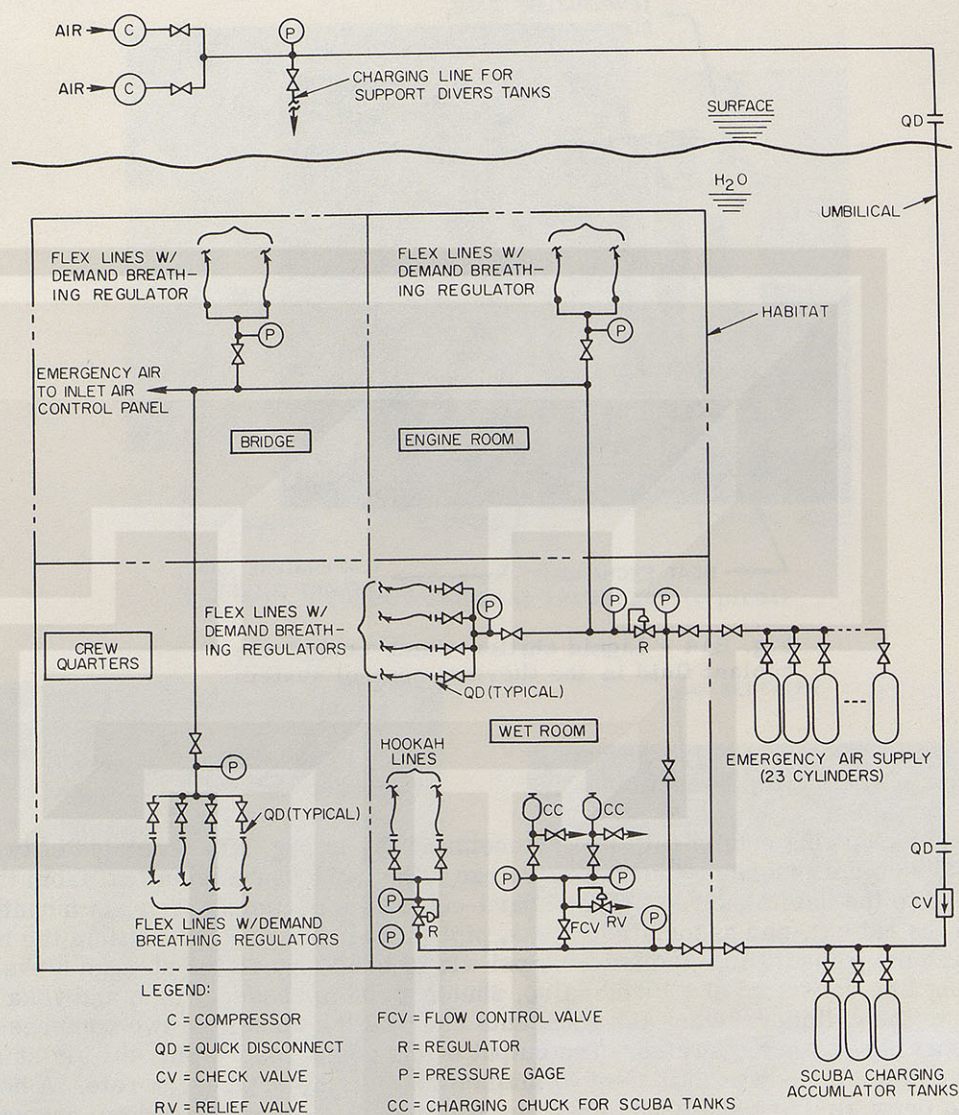 AIR
C
P
AIR
C
CHARGING LINE FOR
SUPPORT DIVERS TANKS
SURFACE
QD
H2O
UMBILICAL
FLEX LINES W/
DEMAND BREATH-
ING REGULATOR
P
FLEX LINES W/
DEMAND BREATH-
ING REGULATOR
P
HABITAT
EMERGENCY AIR
TO INLET AIR
CONTROL PANEL
BRIDGE
ENGINE ROOM
CREW
QUARTERS
FLEX LINES W/
DEMAND BREATH-
ING REGULATORS
P
P
P
R
QD (TYPICAL)
WET ROOM
EMERGENCY AIR SUPPLY
(23 CYLINDERS)
P
QD (TYPICAL)
FLEX LINES W/DEMAND
BREATHING REGULATORS
HOOKAH
LINES
P
R
P
CC
CC
P
P
FCV
RV
P
QD
CV
SCUBA CHARGING
ACCUMLATOR TANKS
LEGEND:
C = COMPRESSOR
QD = QUICK DISCONNECT
CV = CHECK VALVE
RV = RELIEF VALVE
FCV = FLOW CONTROL VALVE
R = REGULATOR
P = PRESSURE GAGE
CC = CHARGING CHUCK FOR SCUBA TANKS